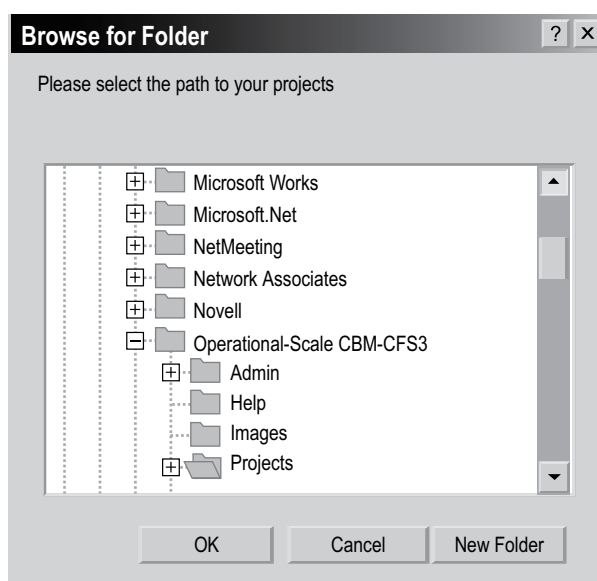 Browse for Folder
? X
Please select the path to your projects
Microsoft Works
Microsoft.Net
NetMeeting
Network Associates
Novell
Operational-Scale CBM-CFS3
Admin
Help
Images
Projects
OK Cancel New Folder